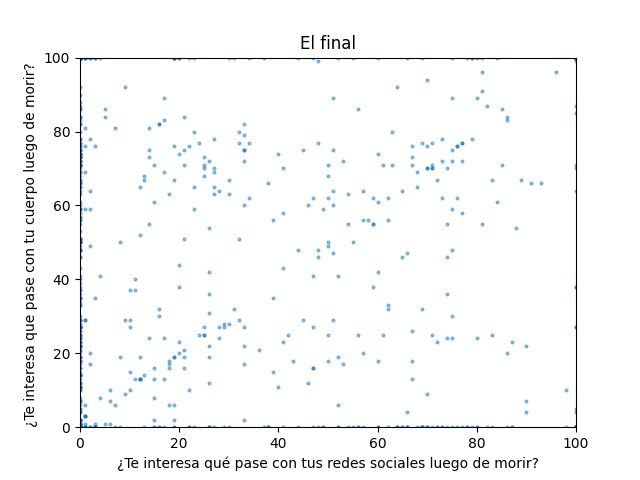 El final
100
80
60
40
20
0
¿Te interesa que pase con tu cuerpo luego de morir?
0 20 40 60 80 100
¿Te interesa qué pase con tus redes sociales luego de morir?